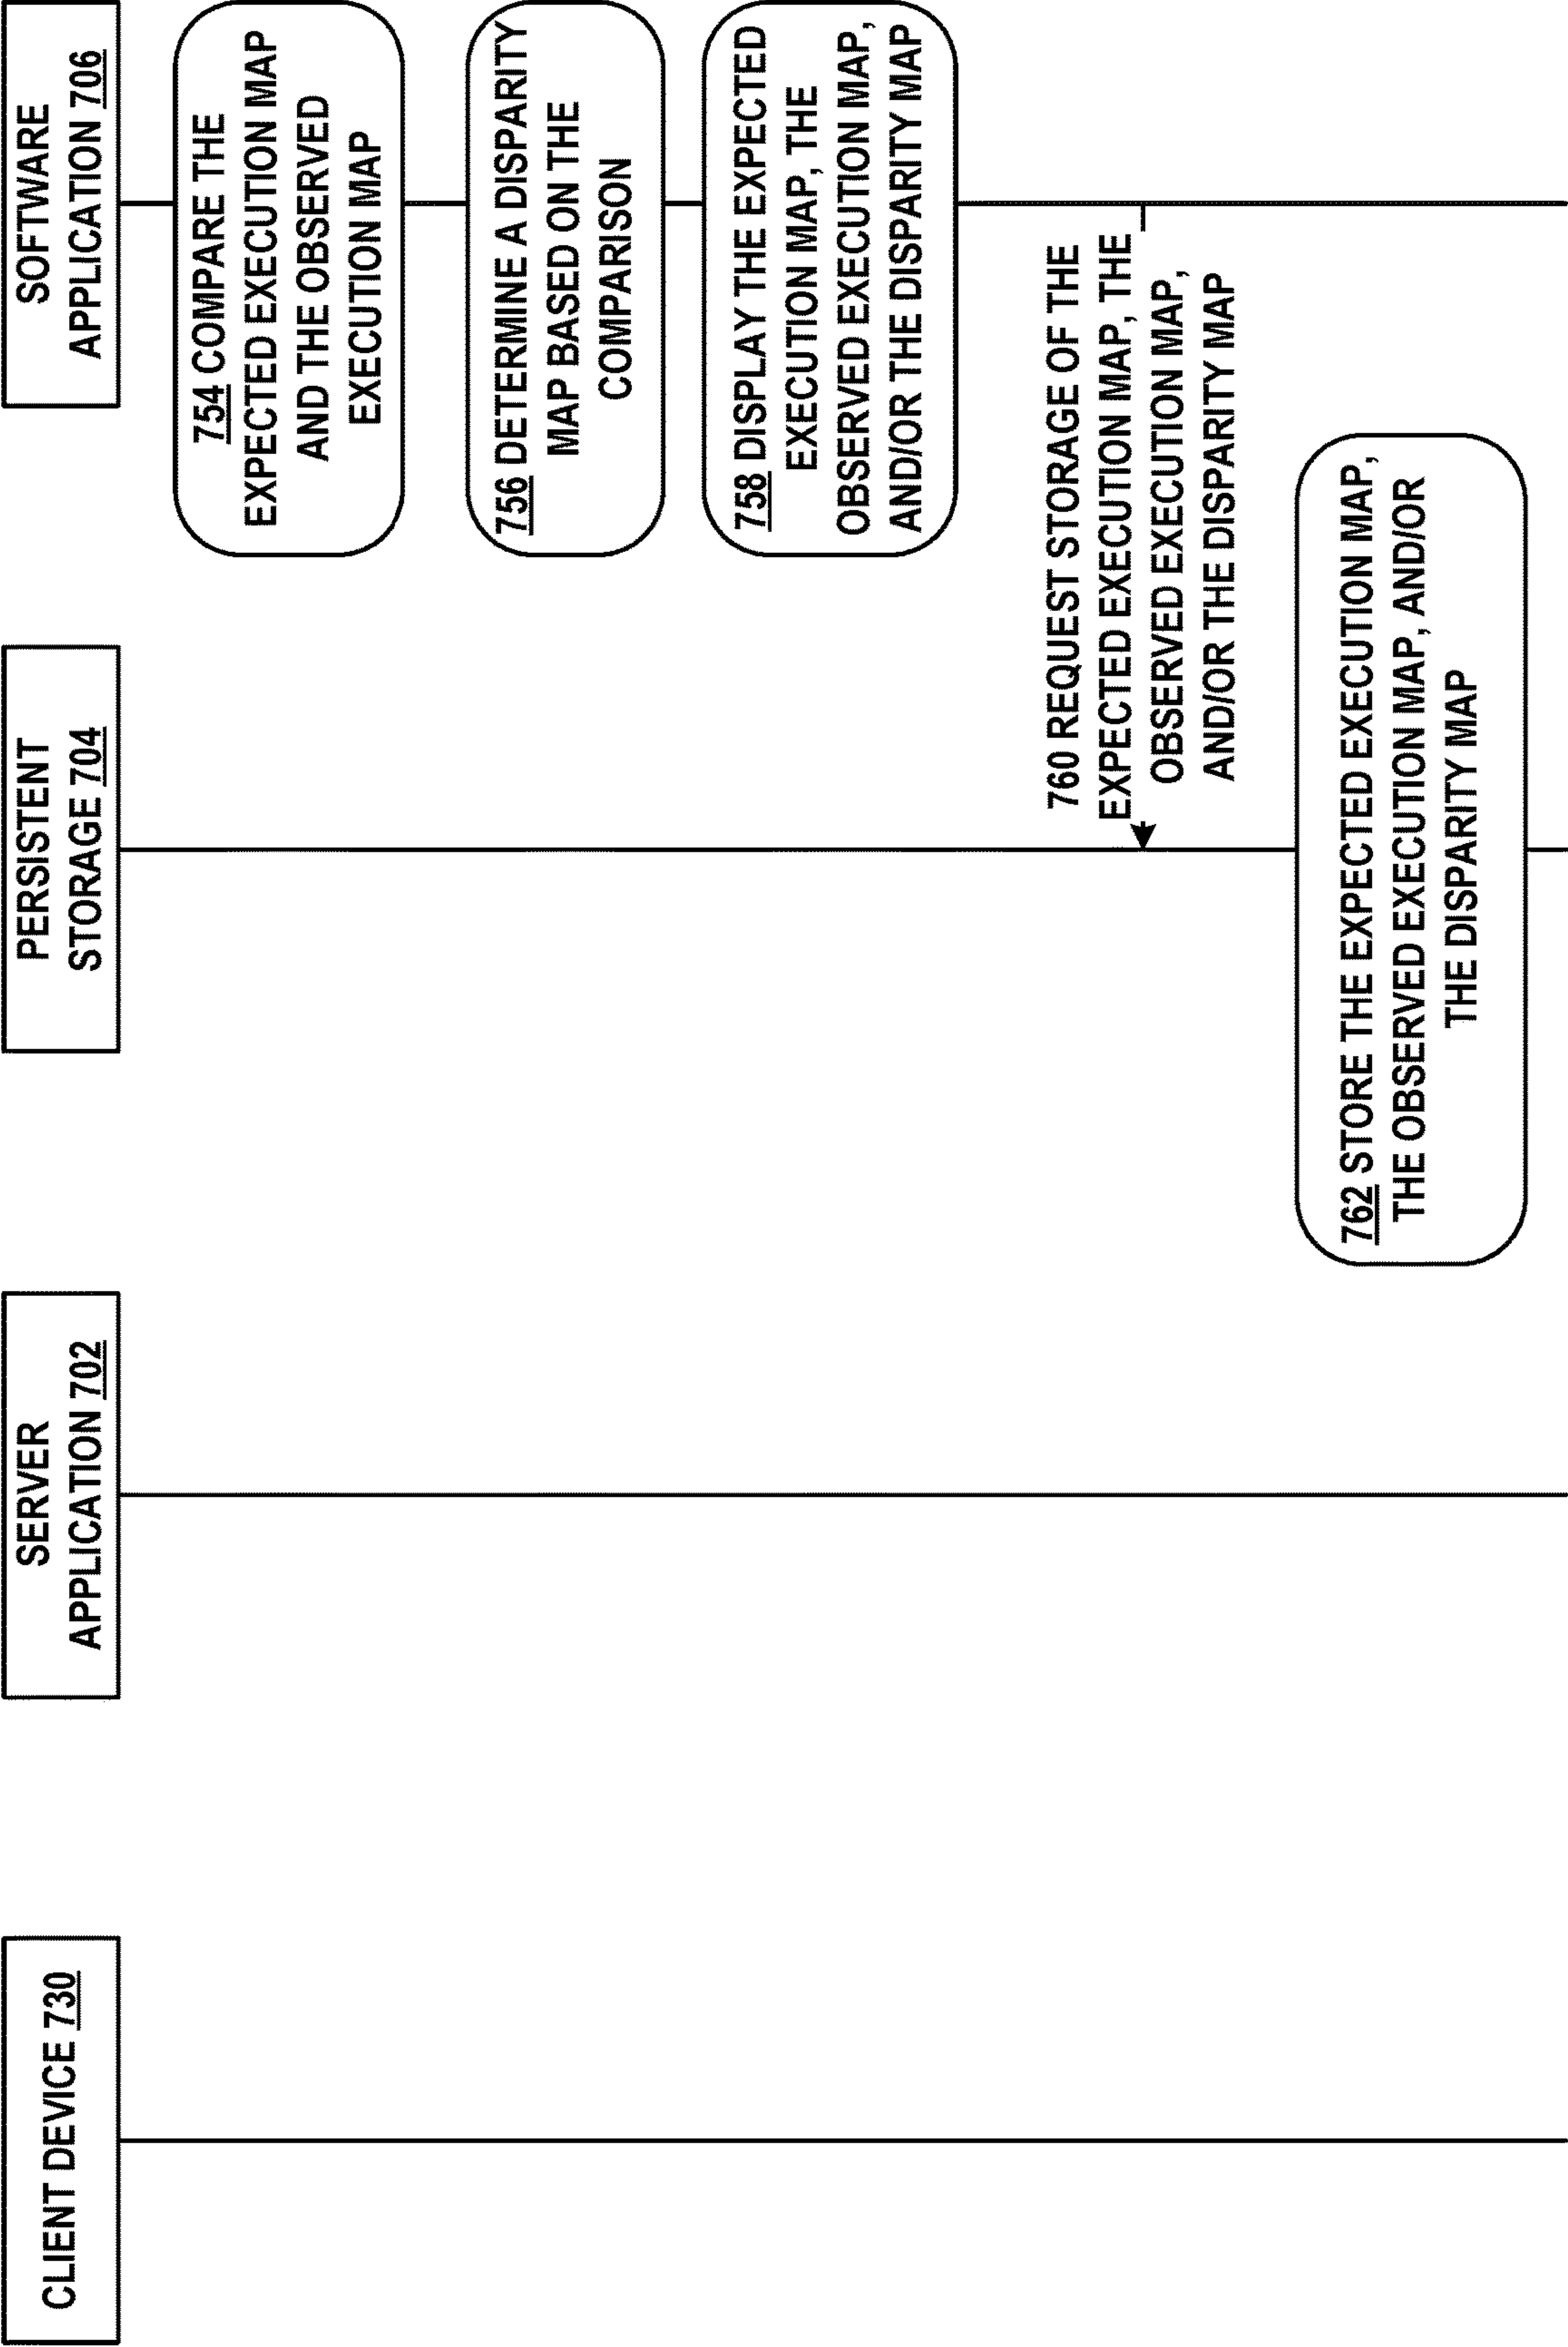 CLIENT DEVICE 730
SERVER
APPLICATION 702
PERSISTENT
STORAGE 704
SOFTWARE
APPLICATION 706
754 COMPARE THE
EXPECTED EXECUTION MAP
AND THE OBSERVED
EXECUTION MAP
756 DETERMINE A DISPARITY
MAP BASED ON THE
COMPARISON
758 DISPLAY THE EXPECTED
EXECUTION MAP, THE
OBSERVED EXECUTION MAP,
AND/OR THE DISPARITY MAP
760 REQUEST STORAGE OF THE
EXPECTED EXECUTION MAP, THE
OBSERVED EXECUTION MAP,
AND/OR THE DISPARITY MAP
762 STORE THE EXPECTED EXECUTION MAP,
THE OBSERVED EXECUTION MAP, AND/OR
THE DISPARITY MAP